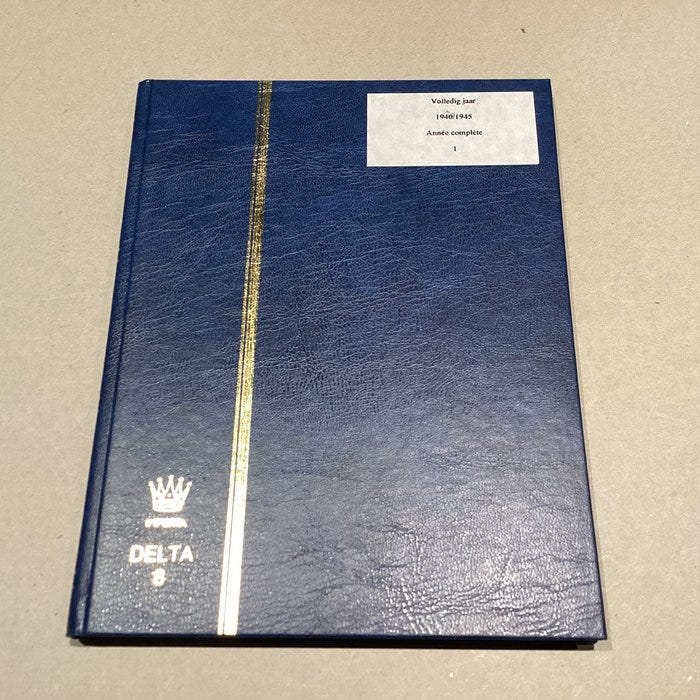 Volledig jaar
1940/1945
Année complète
1
DELTA
8